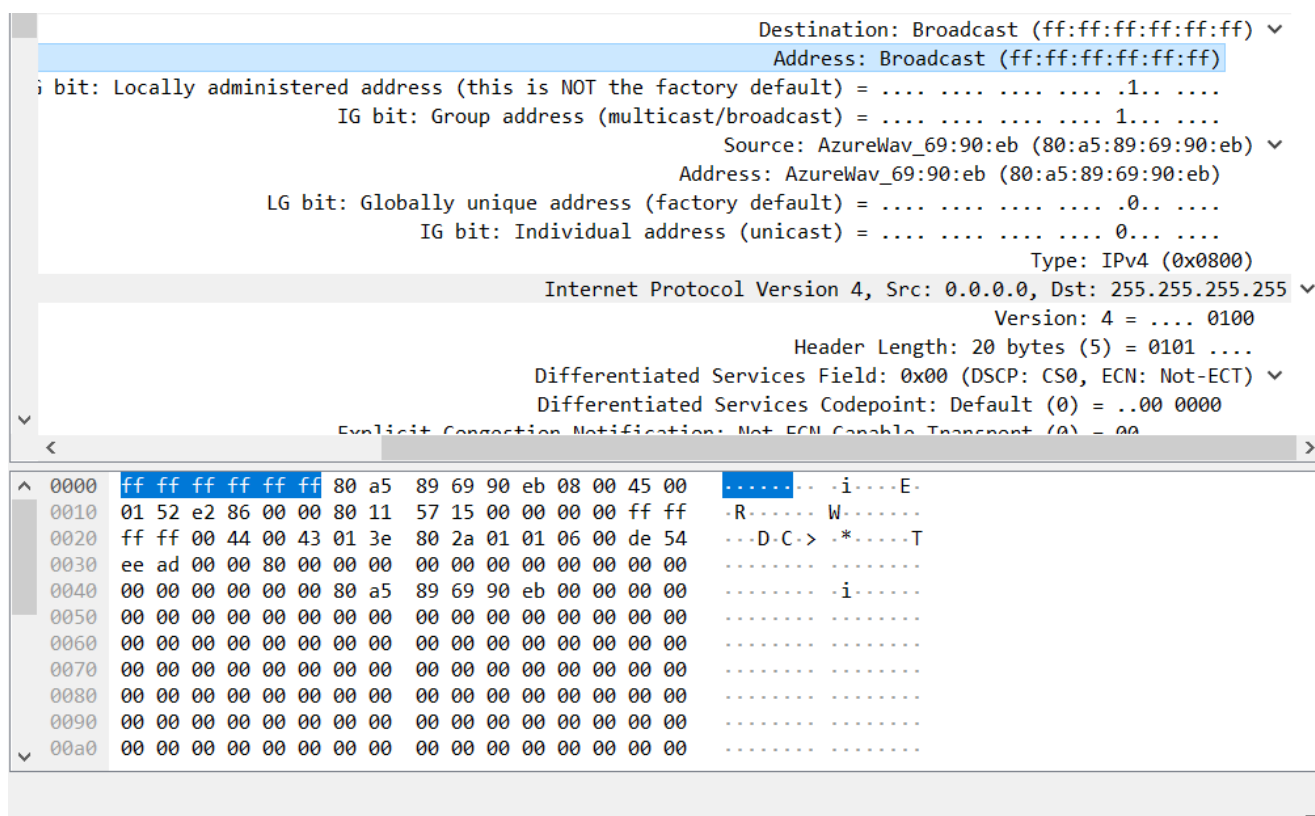 Destination: Broadcast (ff:ff:ff:ff:ff:ff)
Address: Broadcast (ff:ff:ff:ff:ff:ff)
bit: Locally administered address (this is NOT the factory default) = .... .... .... .... .1.. ....
IG bit: Group address (multicast/broadcast) = .... .... .... .... 1... ....
Source: AzureWav_69:90:eb (80:a5:89:69:90:eb)
Address: AzureWav_69:90:eb (80:a5:89:69:90:eb)
LG bit: Globally unique address (factory default) = .... .... .... .... .0.. ....
IG bit: Individual address (unicast) = .... .... .... .... 0... ....
Type: IPv4 (0x0800)
Internet Protocol Version 4, Src: 0.0.0.0, Dst: 255.255.255.255
Version: 4 = .... 0100
Header Length: 20 bytes (5) = 0101 ....
Differentiated Services Field: 0x00 (DSCP: CS0, ECN: Not-ECT)
Differentiated Services Codepoint: Default (0) = ..00 0000
Explicit Congestion Notification: Not ECN-Capable Transport (0) = 00
0000 ff ff ff ff ff ff 80 a5 89 69 90 eb 08 00 45 00 ········ ·i····E·
0010 01 52 e2 86 00 00 80 11 57 15 00 00 00 00 ff ff ·R······ W·······
0020 ff ff 00 44 00 43 01 3e 80 2a 01 01 06 00 de 54 ···D·C·> ·*·····T
0030 ee ad 00 00 80 00 00 00 00 00 00 00 00 00 00 00 ········ ········
0040 00 00 00 00 00 00 80 a5 89 69 90 eb 00 00 00 00 ········ ·i······
0050 00 00 00 00 00 00 00 00 00 00 00 00 00 00 00 00 ········ ········
0060 00 00 00 00 00 00 00 00 00 00 00 00 00 00 00 00 ········ ········
0070 00 00 00 00 00 00 00 00 00 00 00 00 00 00 00 00 ········ ········
0080 00 00 00 00 00 00 00 00 00 00 00 00 00 00 00 00 ········ ········
0090 00 00 00 00 00 00 00 00 00 00 00 00 00 00 00 00 ········ ········
00a0 00 00 00 00 00 00 00 00 00 00 00 00 00 00 00 00 ········ ········